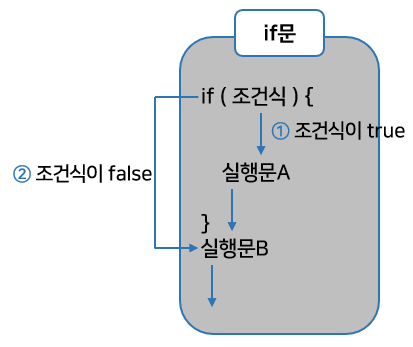 if문
if ( 조건식 ) {
① 조건식이 true
실행문A
② 조건식이 false
}
실행문B